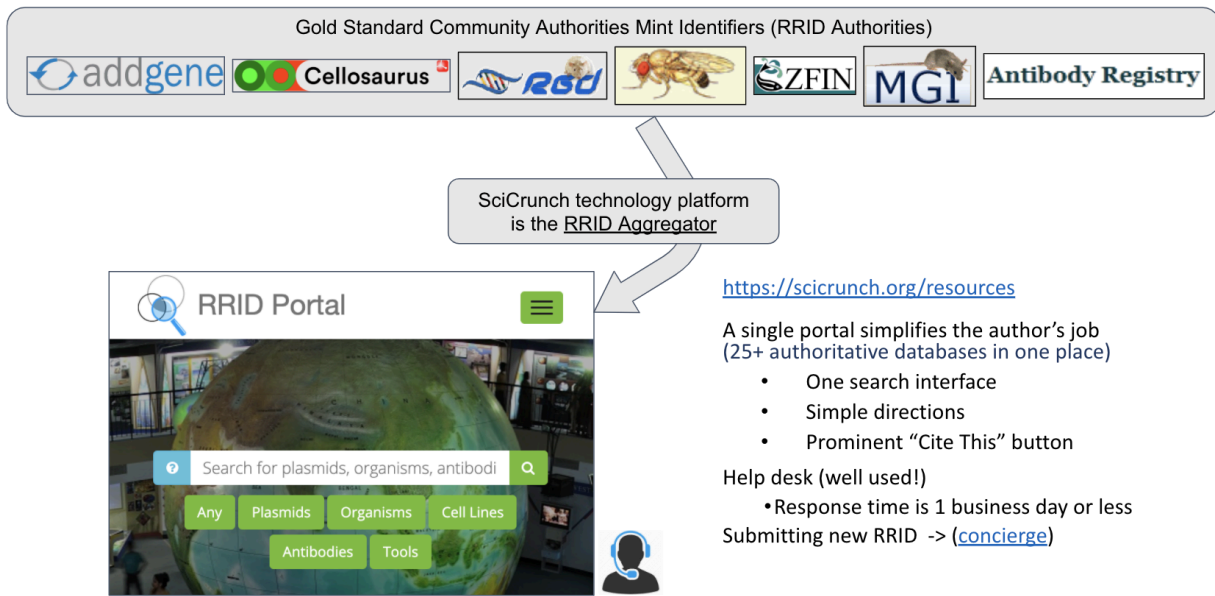 Gold Standard Community Authorities Mint Identifiers (RRID Authorities)
addgene
Cellosaurus
RGD
ZFIN
MGI
Antibody Registry
SciCrunch technology platform
is the RRID Aggregator
RRID Portal
Search for plasmids, organisms, antibodi
Any
Plasmids
Organisms
Cell Lines
Antibodies
Tools
https://scicrunch.org/resources
A single portal simplifies the author's job
(25+ authoritative databases in one place)
• One search interface
• Simple directions
• Prominent “Cite This” button
Help desk (well used!)
•Response time is 1 business day or less
Submitting new RRID -> (concierge)